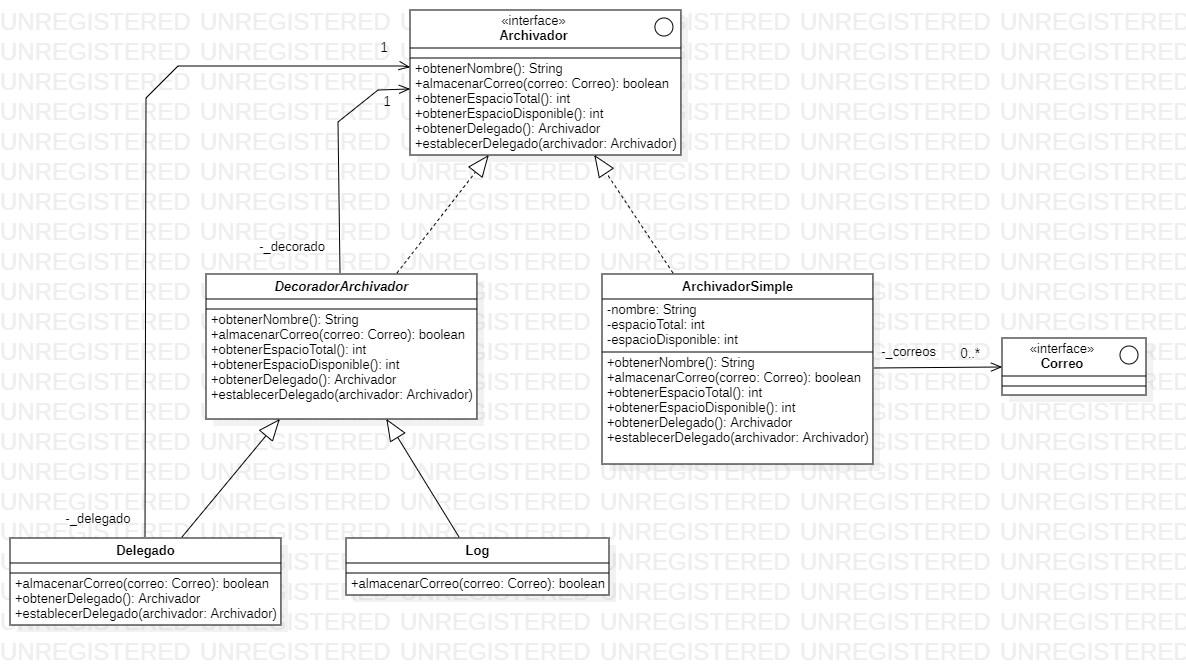 «interface»
Archivador
+obtenerNombre(): String
+almacenarCorreo(correo: Correo): boolean
+obtenerEspacioTotal(): int
+obtenerEspacioDisponible(): int
+obtenerDelegado(): Archivador
+establecerDelegado(archivador: Archivador)
1
1
-_decorado
DecoradorArchivador
+obtenerNombre(): String
+almacenarCorreo(correo: Correo): boolean
+obtenerEspacioTotal(): int
+obtenerEspacioDisponible(): int
+obtenerDelegado(): Archivador
+establecerDelegado(archivador: Archivador)
ArchivadorSimple
-nombre: String
-espacioTotal: int
-espacioDisponible: int
+obtenerNombre(): String
+almacenarCorreo(correo: Correo): boolean
+obtenerEspacioTotal(): int
+obtenerEspacioDisponible(): int
+obtenerDelegado(): Archivador
+establecerDelegado(archivador: Archivador)
-_correos 0..*
«interface»
Correo
-_delegado
Delegado
+almacenarCorreo(correo: Correo): boolean
+obtenerDelegado(): Archivador
+establecerDelegado(archivador: Archivador)
Log
+almacenarCorreo(correo: Correo): boolean
UNREGISTERED